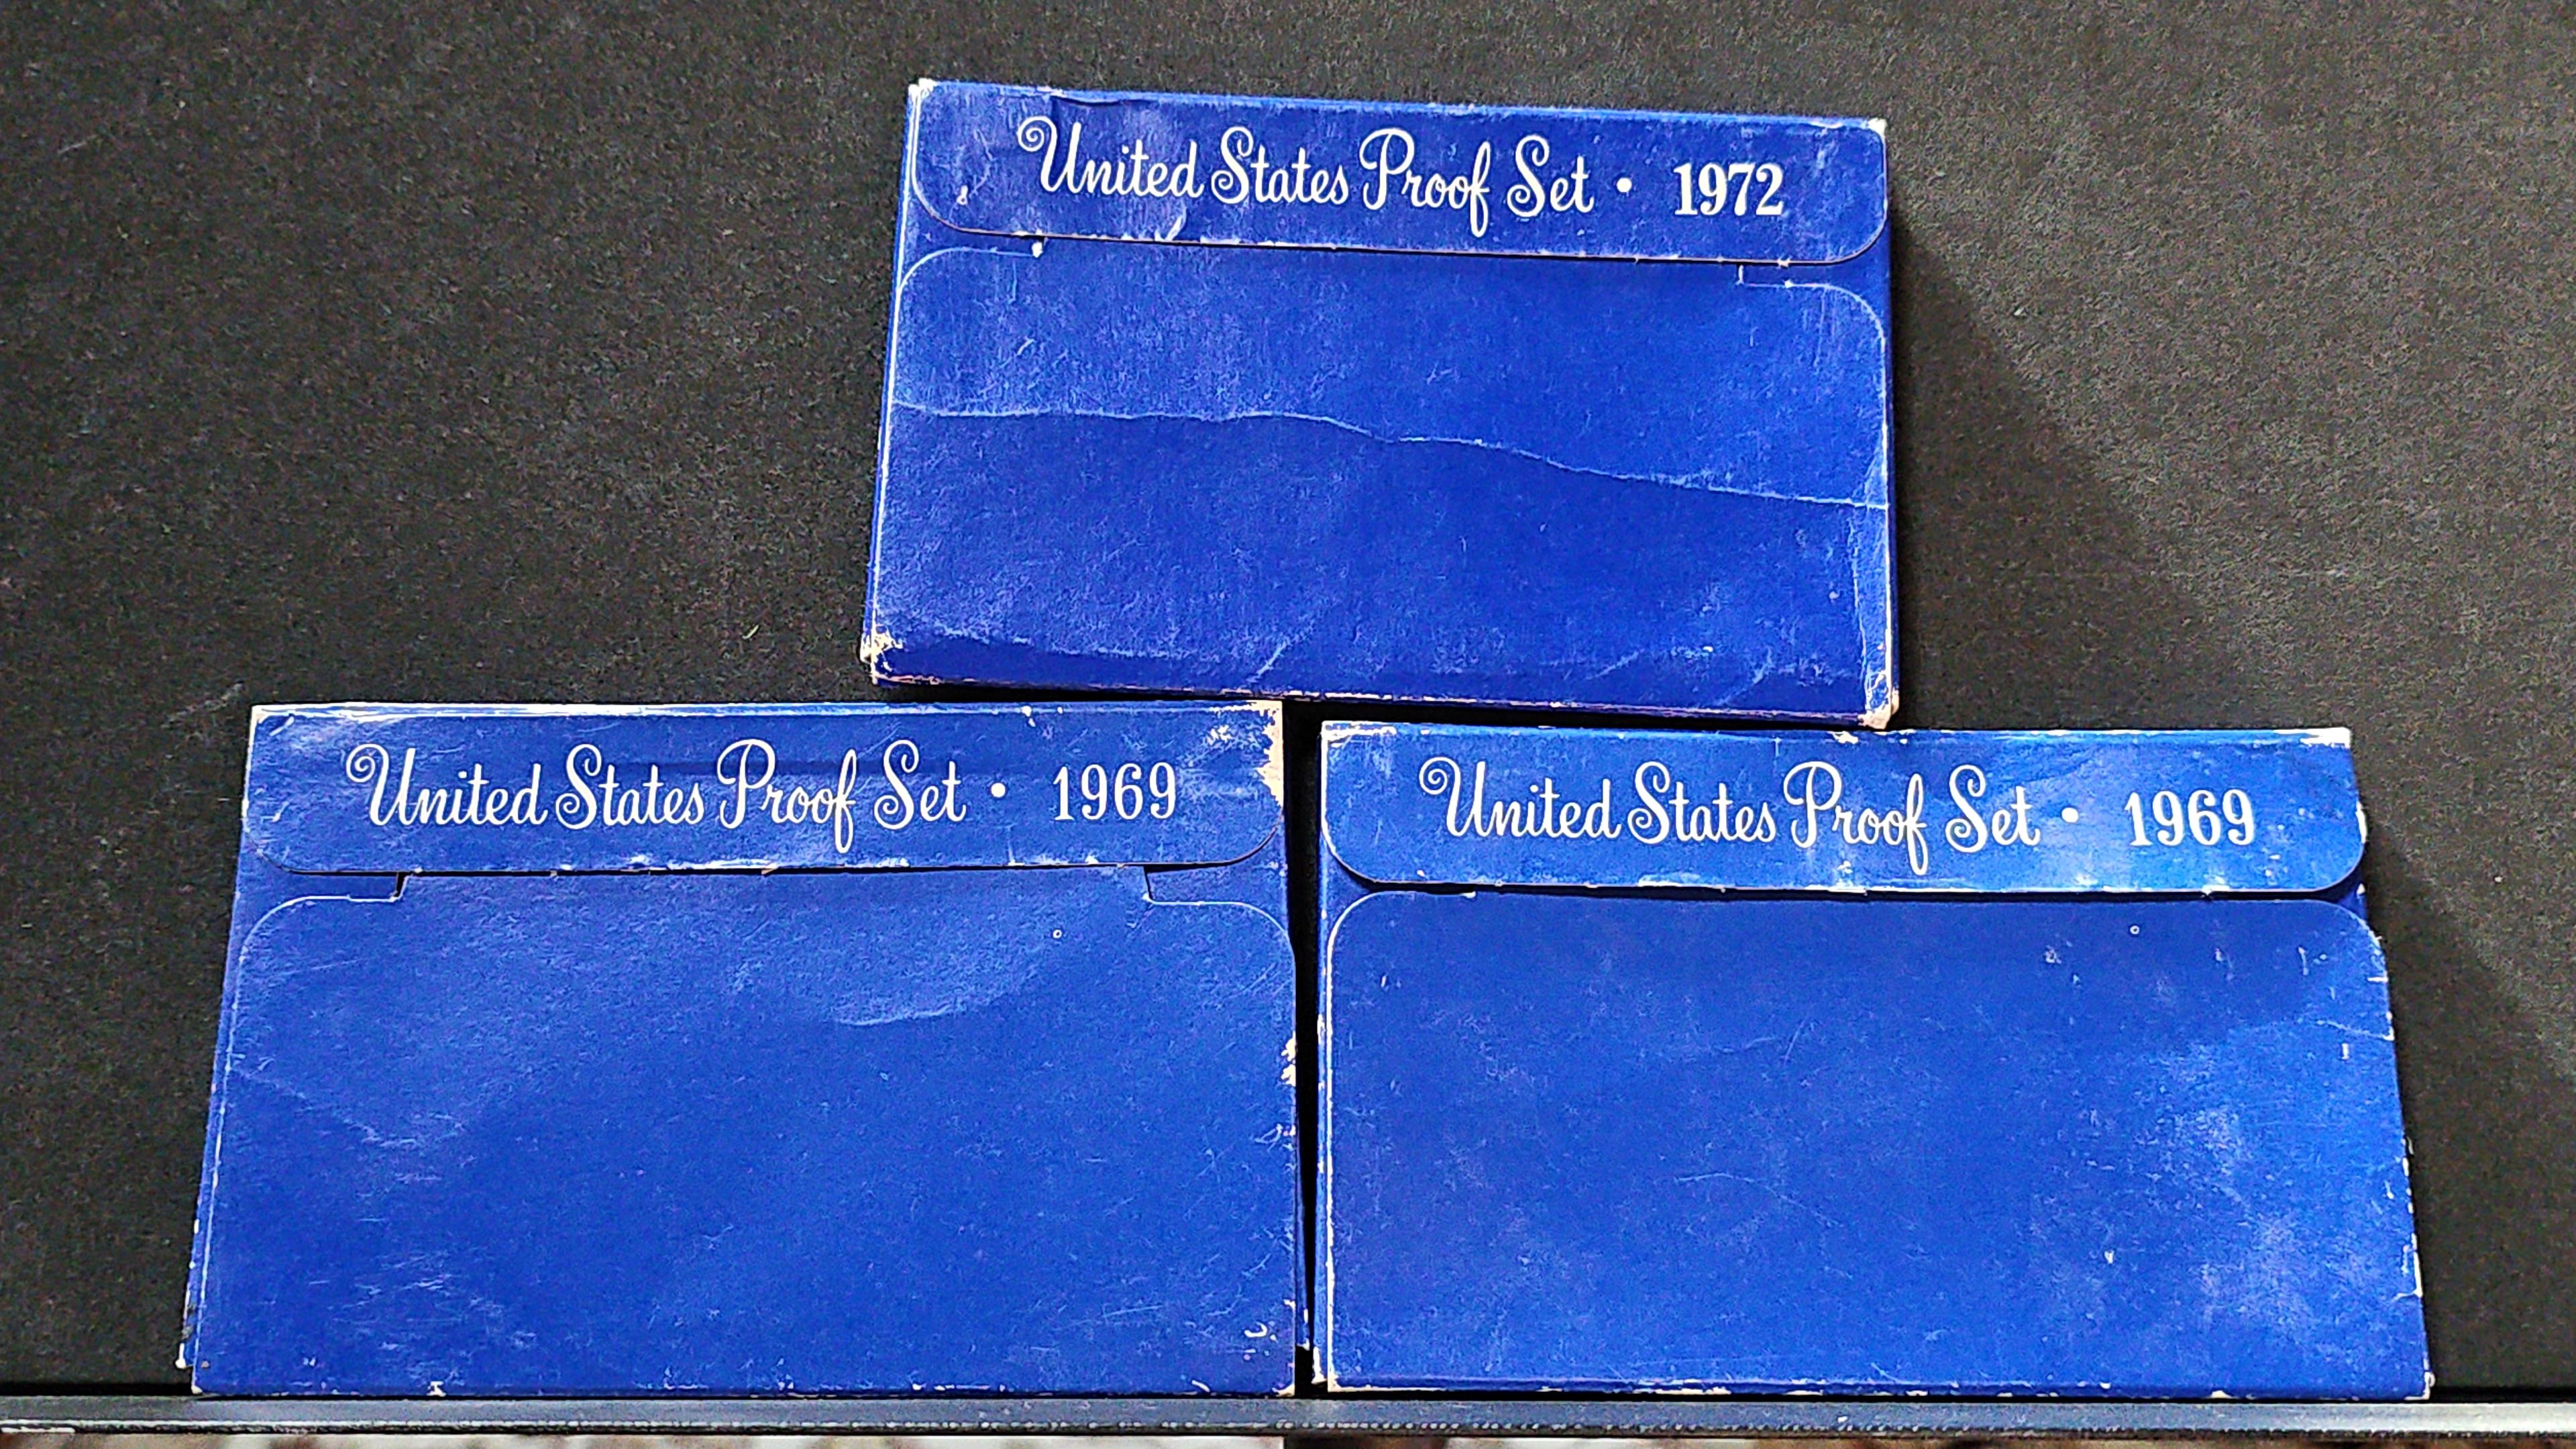 United States Proof Set • 1972
United States Proof Set • 1969
United States Proof Set • 1969